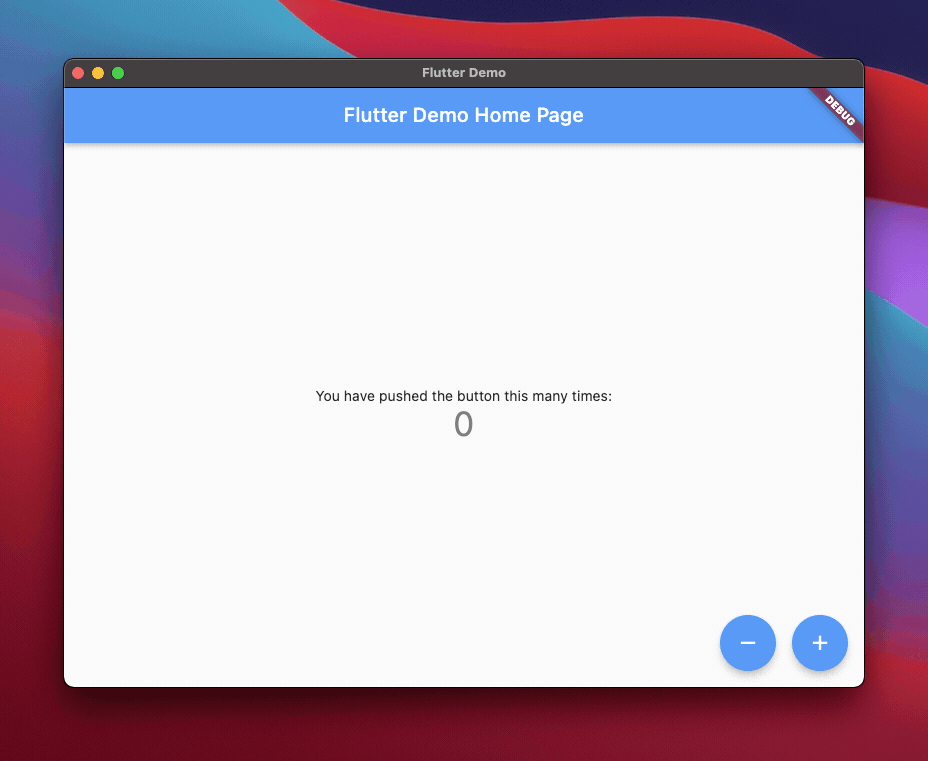 Flutter Demo
Flutter Demo Home Page
DEBUG
You have pushed the button this many times:
0
− +